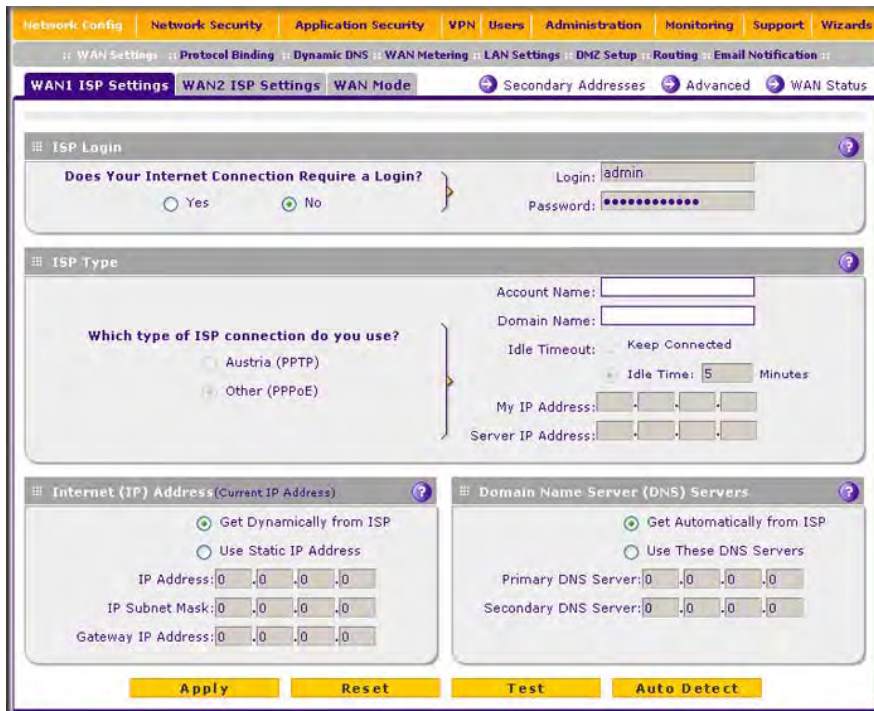 Network Config Network Security Application Security VPN Users Administration Monitoring Support Wizards
:: WAN Settings :: Protocol Binding :: Dynamic DNS :: WAN Metering :: LAN Settings :: DMZ Setup :: Routing :: Email Notification ::
WAN1 ISP Settings WAN2 ISP Settings WAN Mode Secondary Addresses Advanced WAN Status
ISP Login ?
Does Your Internet Connection Require a Login?
Yes No
Login: admin
Password: ••••••••••••
ISP Type ?
Which type of ISP connection do you use?
Austria (PPTP)
Other (PPPoE)
Account Name:
Domain Name:
Idle Timeout: Keep Connected
Idle Time: 5 Minutes
My IP Address: . . .
Server IP Address: . . .
Internet (IP) Address (Current IP Address) ?
Get Dynamically from ISP
Use Static IP Address
IP Address: 0 .0 .0 .0
IP Subnet Mask: 0 .0 .0 .0
Gateway IP Address: 0 .0 .0 .0
Domain Name Server (DNS) Servers ?
Get Automatically from ISP
Use These DNS Servers
Primary DNS Server: 0 .0 .0 .0
Secondary DNS Server: 0 .0 .0 .0
Apply Reset Test Auto Detect